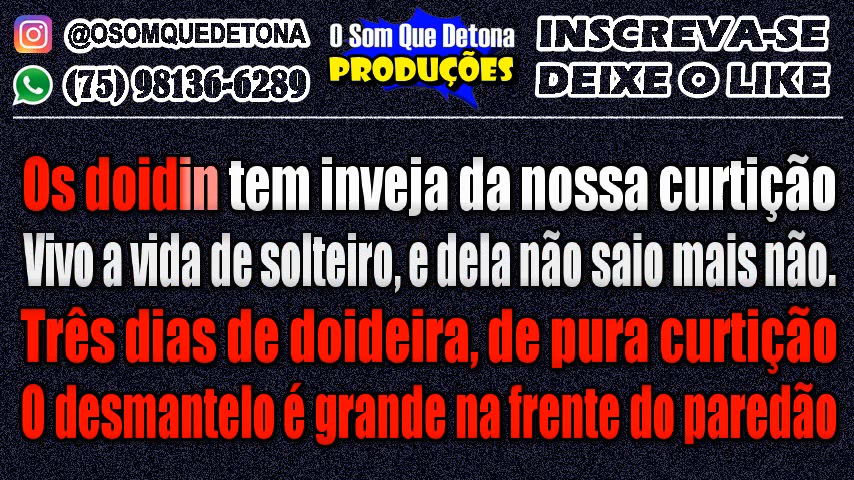 @OSOMQUEDETONA
(75) 98136-6289
O Som Que Detona
PRODUÇÕES
INSCREVA-SE
DEIXE O LIKE
Os doidin tem inveja da nossa curtição
Vivo a vida de solteiro, e dela não saio mais não.
Três dias de doideira, de pura curtição
O desmantelo é grande na frente do paredão